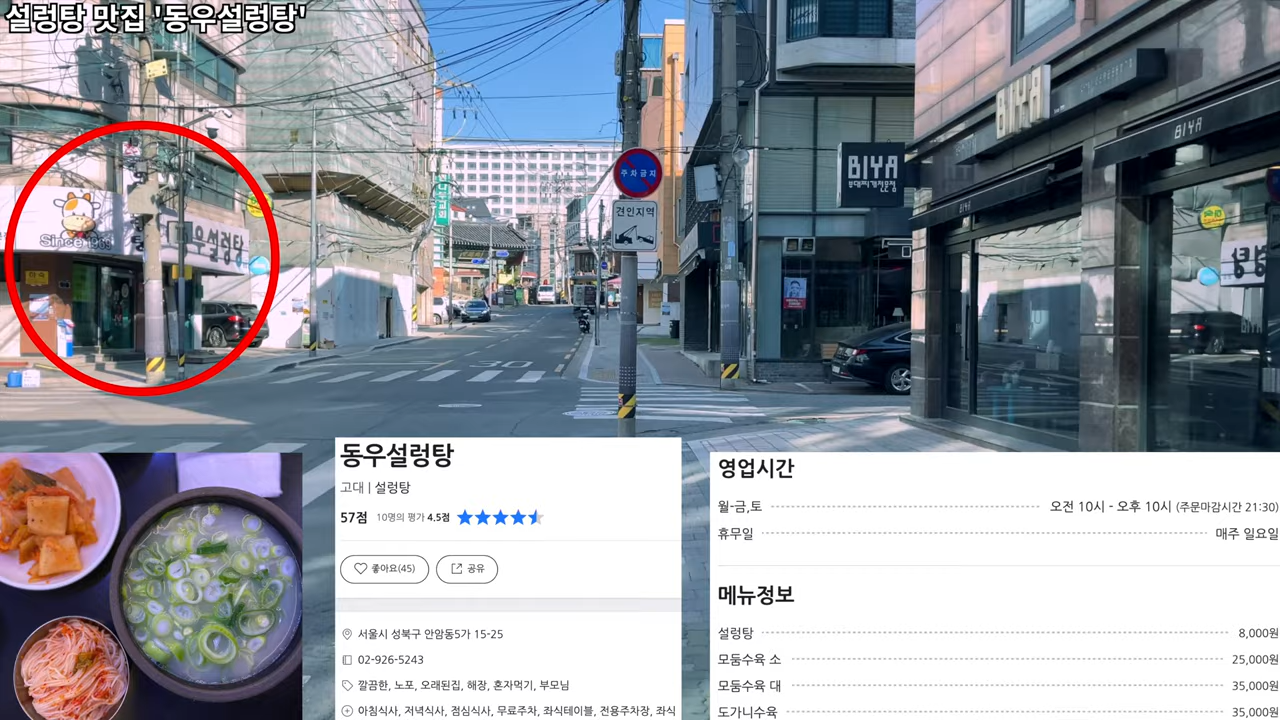 설렁탕 맛집 '동우설렁탕'
Since
동우설렁탕
하숙
주차금지
견인지역
BIYA
부대찌개전문점
BIYA
BIYA
동우설렁탕
고대 | 설렁탕
57점 10명의 평가 4.5점
좋아요(45) 공유
서울시 성북구 안암동5가 15-25
02-926-5243
깔끔한, 노포, 오래된집, 해장, 혼자먹기, 부모님
아침식사, 저녁식사, 점심식사, 무료주차, 좌식테이블, 전용주차장, 좌식
영업시간
월-금,토 오전 10시 - 오후 10시 (주문마감시간 21:30)
휴무일 매주 일요일
메뉴정보
설렁탕 8,000원
모둠수육 소 25,000원
모둠수육 대 35,000원
도가니수육 35,000원